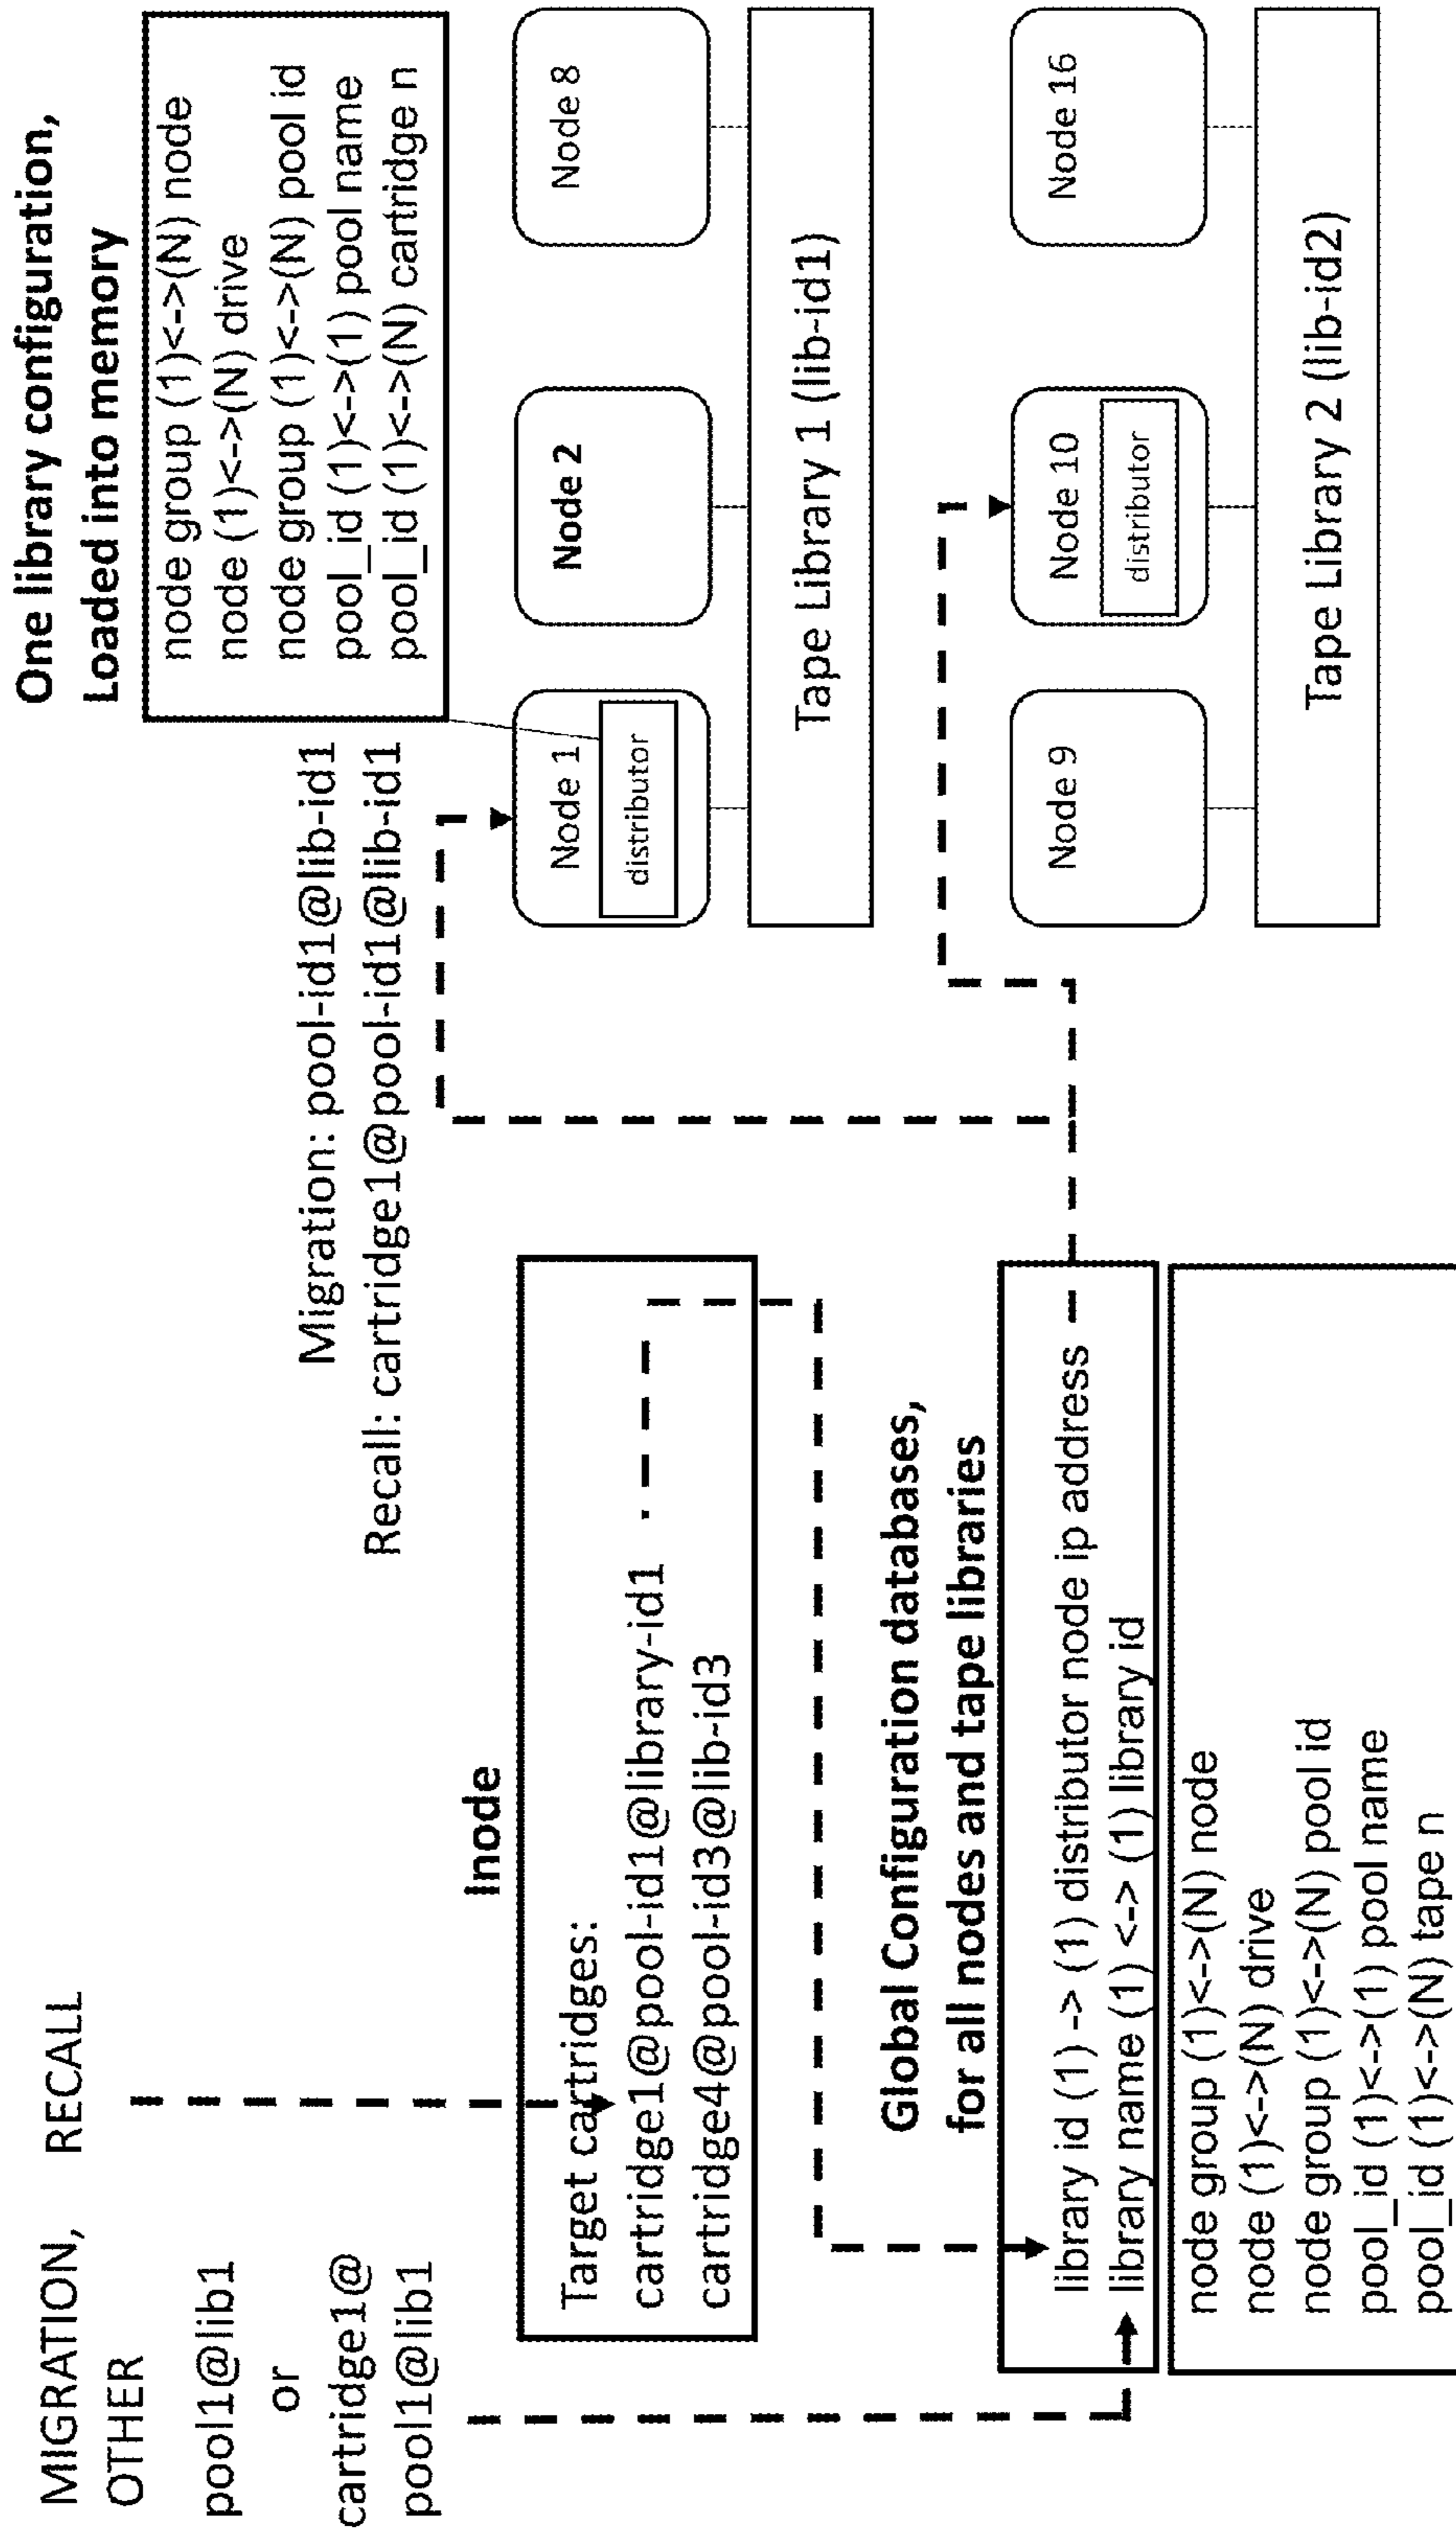 MIGRATION,
OTHER
RECALL
pool1@lib1
or
cartridge1@
pool1@lib1
inode
Target cartridges:
cartridge1@pool-id1@library-id1
cartridge4@pool-id3@lib-id3
Global Configuration databases,
for all nodes and tape libraries
library id (1) -> (1) distributor node ip address
library name (1) <-> (1) library id
node group (1)<->(N) node
node (1)<->(N) drive
node group (1)<->(N) pool id
pool_id (1)<->(1) pool name
pool_id (1)<->(N) tape n
Migration: pool-id1@lib-id1
Recall: cartridge1@pool-id1@lib-id1
One library configuration,
Loaded into memory
node group (1)<->(N) node
node (1)<->(N) drive
node group (1)<->(N) pool id
pool_id (1)<->(1) pool name
pool_id (1)<->(N) cartridge n
Node 1
distributor
Node 2
Node 8
Tape Library 1 (lib-id1)
Node 9
Node 10
distributor
Node 16
Tape Library 2 (lib-id2)